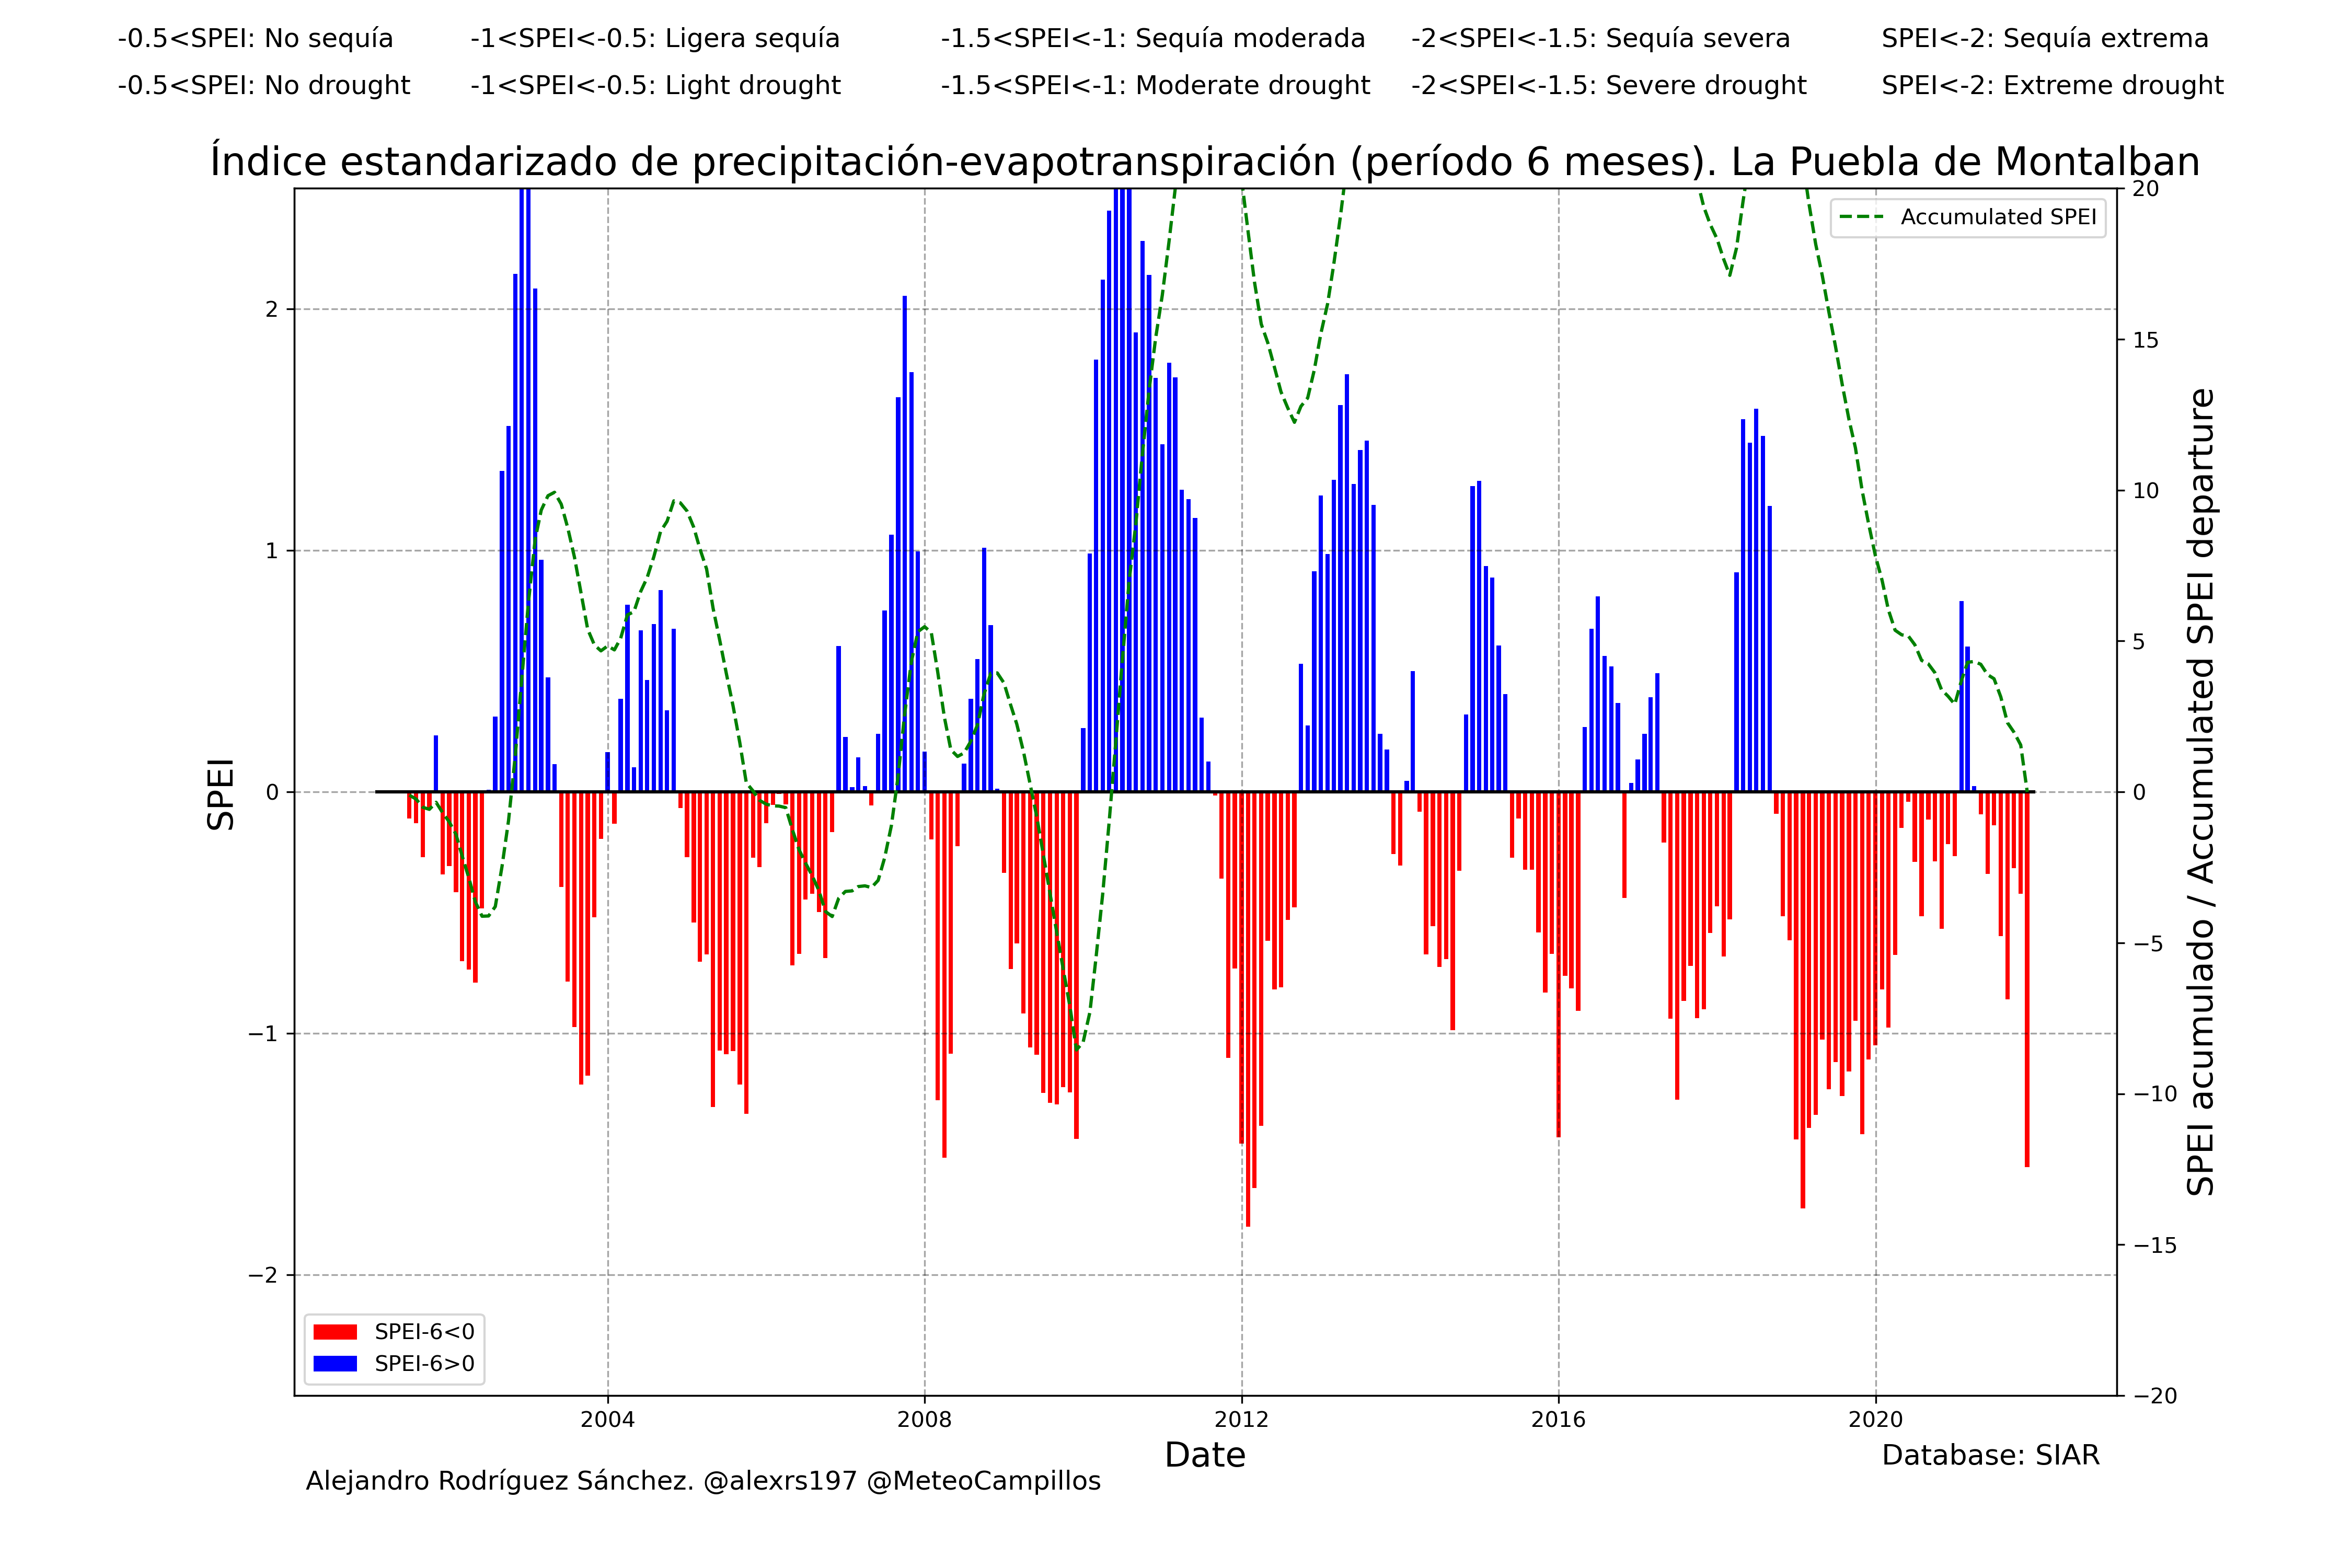 -0.5<SPEI: No sequía -1<SPEI<-0.5: Ligera sequía -1.5<SPEI<-1: Sequía moderada -2<SPEI<-1.5: Sequía severa SPEI<-2: Sequía extrema
-0.5<SPEI: No drought -1<SPEI<-0.5: Light drought -1.5<SPEI<-1: Moderate drought -2<SPEI<-1.5: Severe drought SPEI<-2: Extreme drought
Índice estandarizado de precipitación-evapotranspiración (período 6 meses). La Puebla de Montalban
Accumulated SPEI
2
1
0
−1
−2
SPEI
20
15
10
5
0
−5
−10
−15
−20
SPEI acumulado / Accumulated SPEI departure
SPEI-6<0
SPEI-6>0
2004 2008 2012 2016 2020
Date
Database: SIAR
Alejandro Rodríguez Sánchez. @alexrs197 @MeteoCampillos